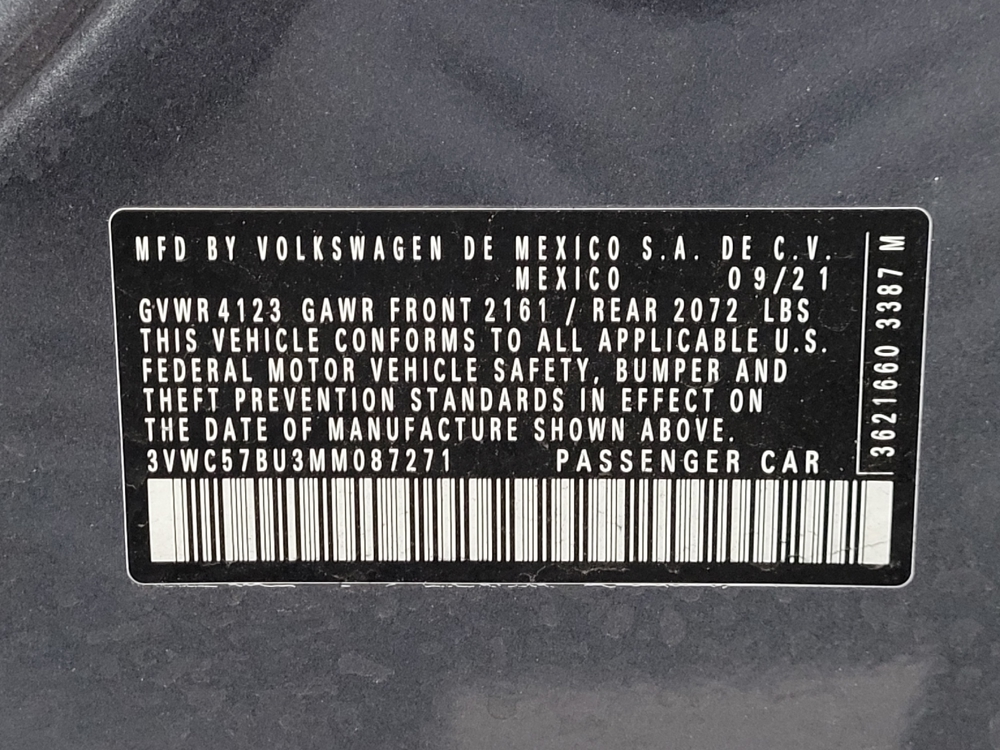 MFD BY VOLKSWAGEN DE MEXICO S.A. DE C.V.
MEXICO 09/21
GVWR 4123 GAWR FRONT 2161 / REAR 2072 LBS
THIS VEHICLE CONFORMS TO ALL APPLICABLE U.S.
FEDERAL MOTOR VEHICLE SAFETY, BUMPER AND
THEFT PREVENTION STANDARDS IN EFFECT ON
THE DATE OF MANUFACTURE SHOWN ABOVE.
3VWC57BU3MM087271 PASSENGER CAR
3621660 3387 M